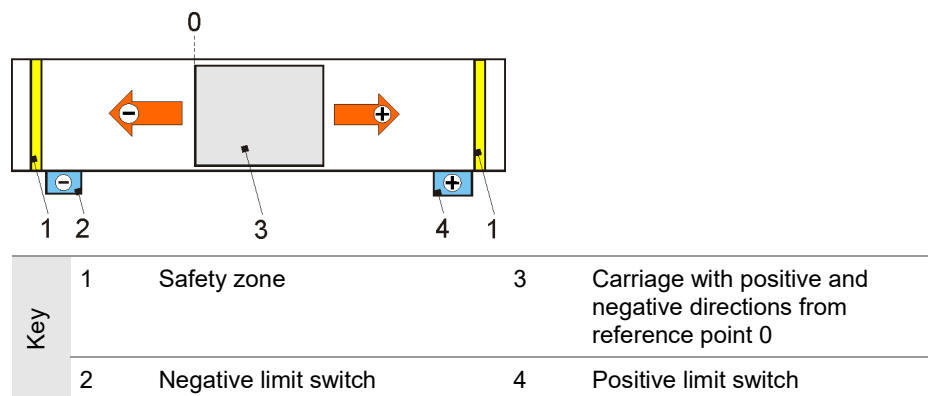 0
− +
− +
1 2 3 4 1
Key
1 Safety zone 3 Carriage with positive and
negative directions from
reference point 0
2 Negative limit switch 4 Positive limit switch